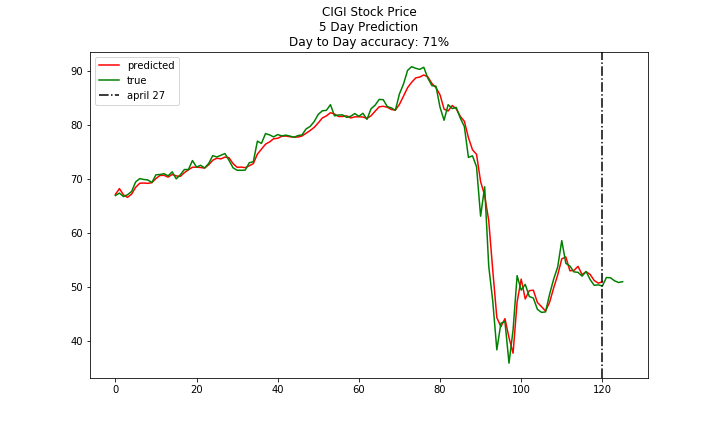 CIGI Stock Price
5 Day Prediction
Day to Day accuracy: 71%
predicted
true
april 27
90
80
70
60
50
40
0 20 40 60 80 100 120